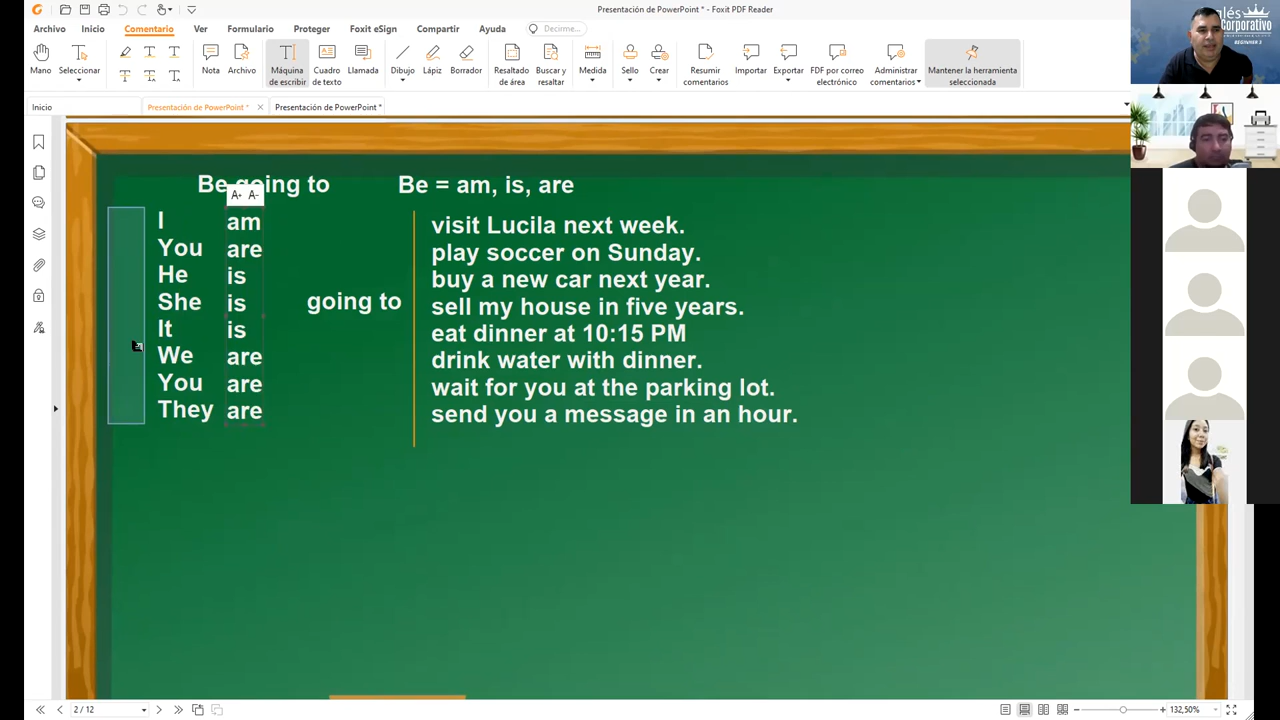 Presentación de PowerPoint * - Foxit PDF Reader
Archivo Inicio Comentario Ver Formulario Proteger Foxit eSign Compartir Ayuda Decirme...
Mano
Seleccionar
Nota
Archivo
Máquina de escribir
Cuadro de texto
Llamada
Dibujo
Lápiz
Borrador
Resaltado de área
Buscar y resaltar
Medida
Sello
Crear
Resumir comentarios
Importar
Exportar
PDF por correo electrónico
Administrar comentarios
Mantener la herramienta seleccionada
Inicio
Presentación de PowerPoint *
Presentación de PowerPoint *
Be going to Be = am, is, are
A+ A-
I am visit Lucila next week.
You are play soccer on Sunday.
He is buy a new car next year.
She is going to sell my house in five years.
It is eat dinner at 10:15 PM
We are drink water with dinner.
You are wait for you at the parking lot.
They are send you a message in an hour.
glés
Corporativo
BEGINNER 3
2 / 12
132,50%